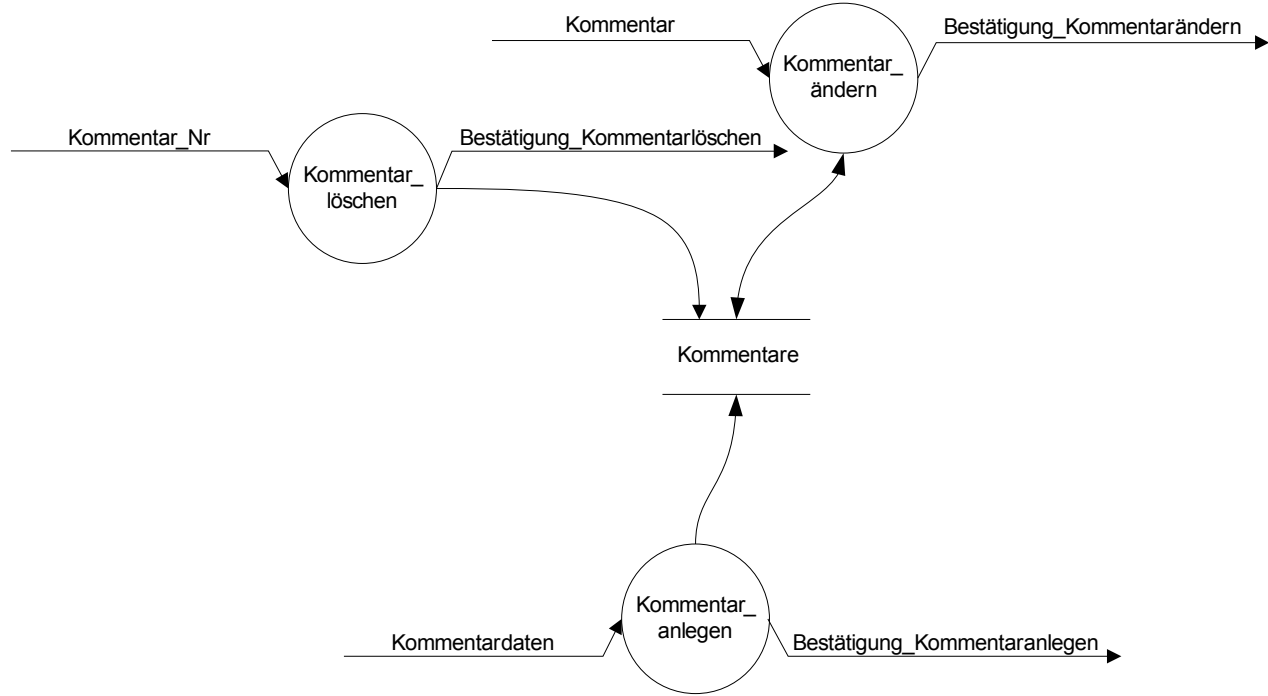 Kommentar
Bestätigung_Kommentarändern
Kommentar_
ändern
Kommentar_Nr
Bestätigung_Kommentarlöschen
Kommentar_
löschen
Kommentare
Kommentar_
anlegen
Kommentardaten
Bestätigung_Kommentaranlegen